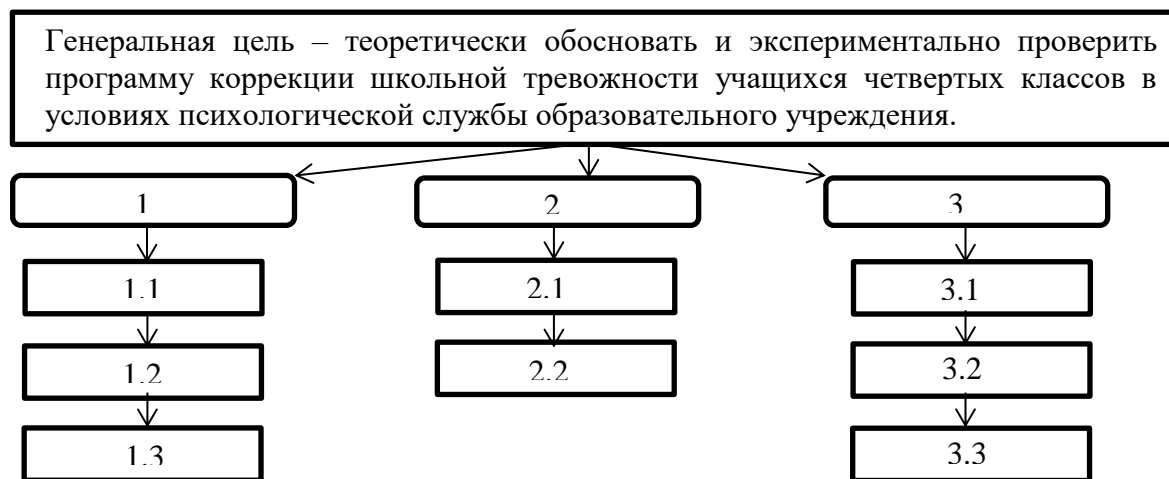 Генеральная цель – теоретически обосновать и экспериментально проверить
программу коррекции школьной тревожности учащихся четвертых классов в
условиях психологической службы образовательного учреждения.
1 2 3
1.1 2.1 3.1
1.2 2.2 3.2
1.3 3.3